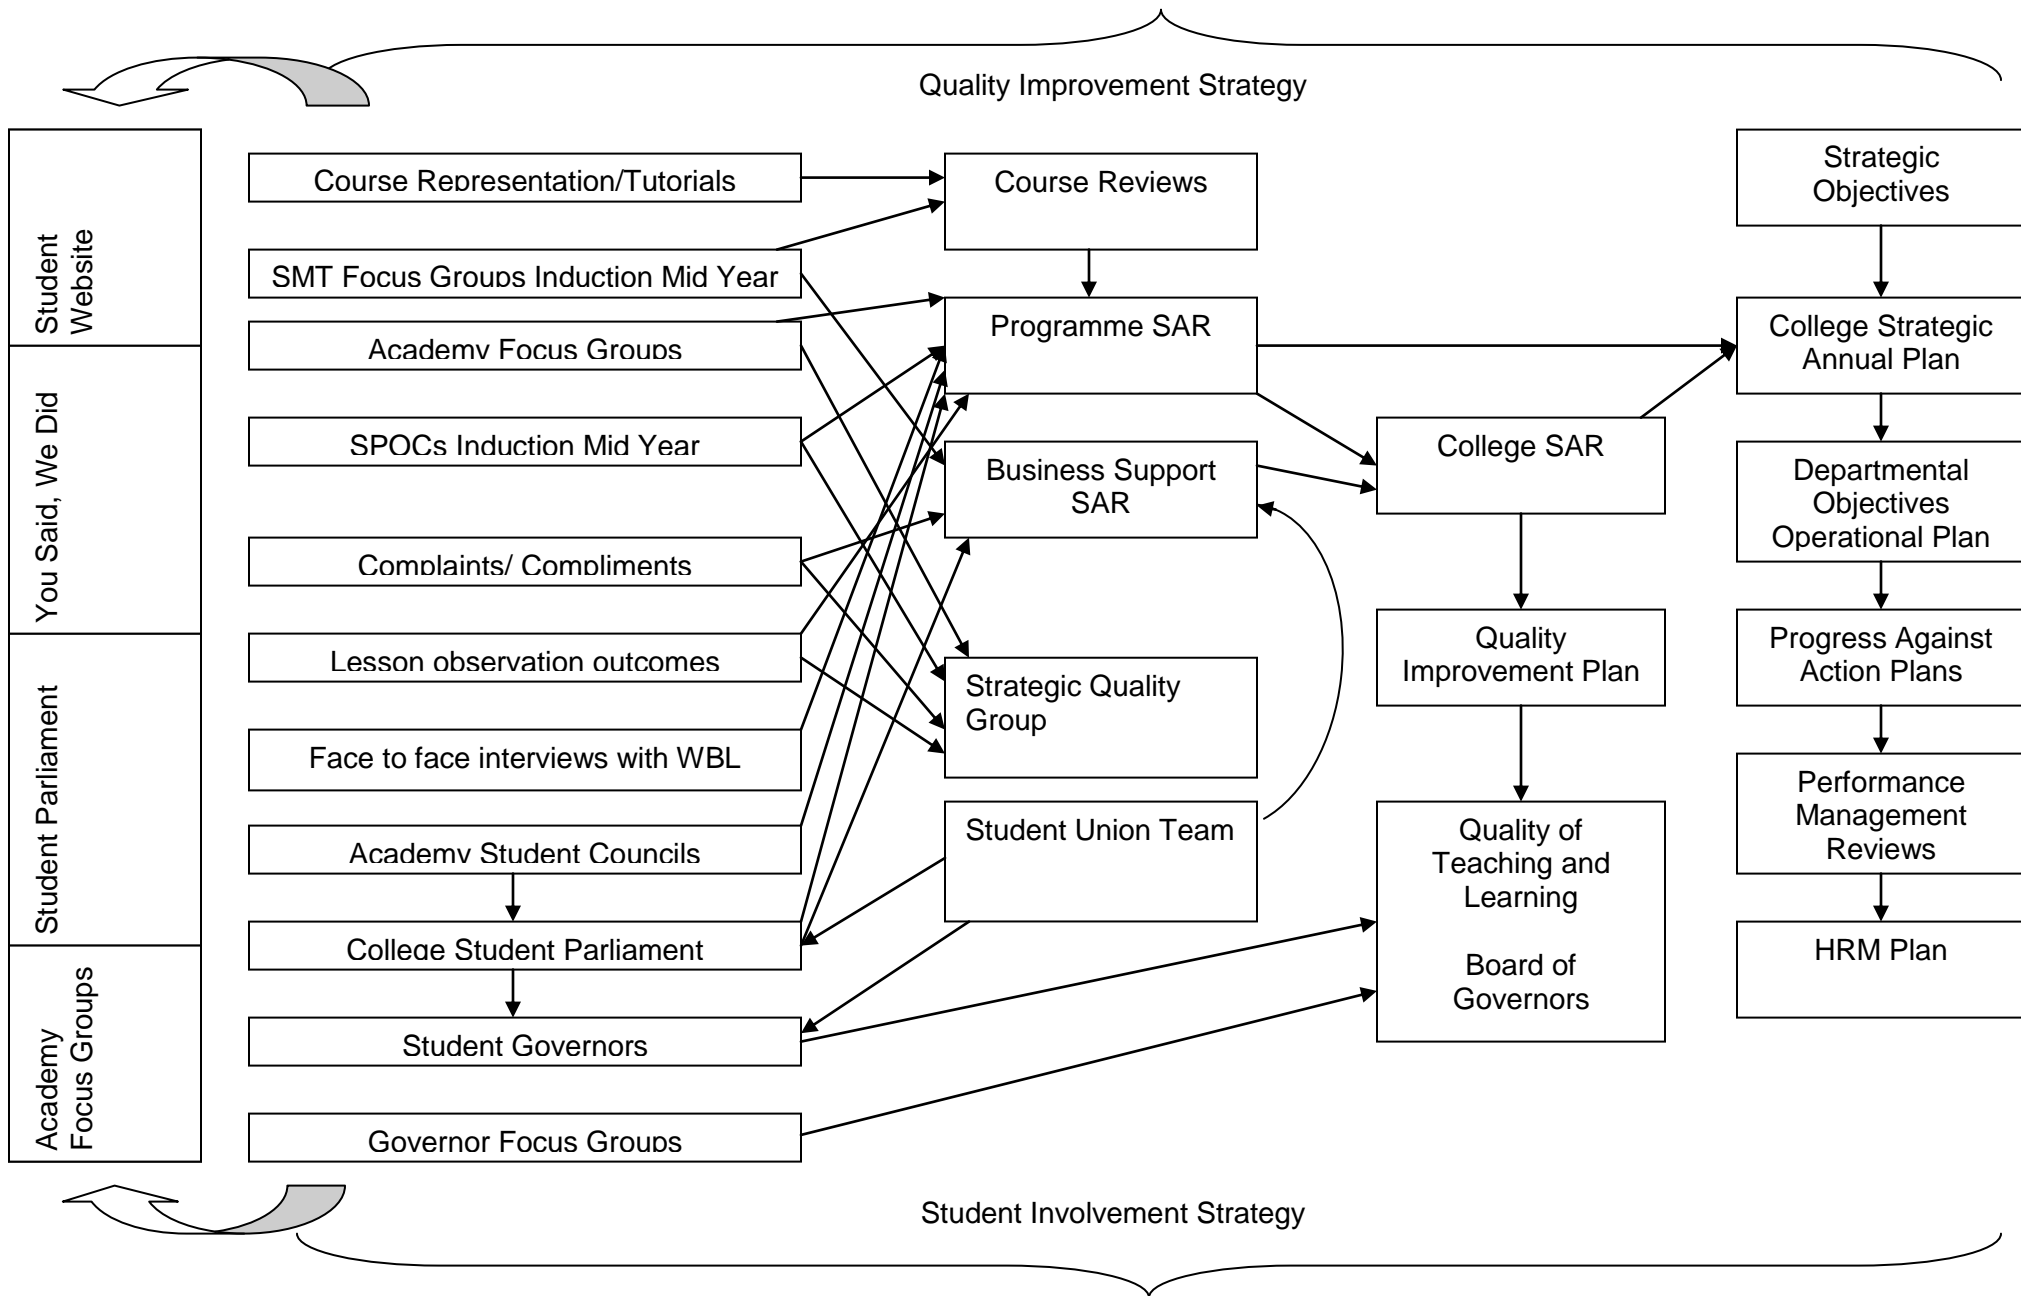 Quality Improvement Strategy
Student
Website
You Said, We Did
Student Parliament
Academy
Focus Groups
Course Representation/Tutorials
SMT Focus Groups Induction Mid Year
Academy Focus Groups
SPOCs Induction Mid Year
Complaints/ Compliments
Lesson observation outcomes
Face to face interviews with WBL
Academy Student Councils
College Student Parliament
Student Governors
Governor Focus Groups
Course Reviews
Programme SAR
Business Support
SAR
Strategic Quality
Group
Student Union Team
College SAR
Quality
Improvement Plan
Quality of
Teaching and
Learning
Board of
Governors
Strategic
Objectives
College Strategic
Annual Plan
Departmental
Objectives
Operational Plan
Progress Against
Action Plans
Performance
Management
Reviews
HRM Plan
Student Involvement Strategy